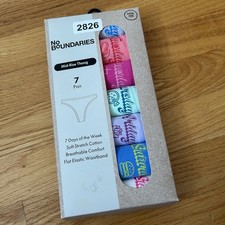 2826
No
BOUNDARIES
Mid-Rise Thong
7
Pair
7 Days of the Week
Soft Stretch Cotton
Breathable Comfort
Flat Elastic Waistband